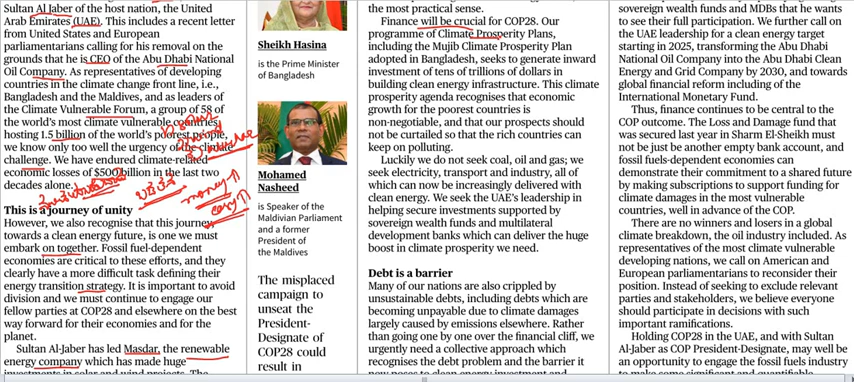 Sultan Al Jaber of the host nation, the United
Arab Emirates (UAE). This includes a recent letter
from United States and European
parliamentarians calling for his removal on the
grounds that he is CEO of the Abu Dhabi National
Oil Company. As representatives of developing
countries in the climate change front line, i.e.,
Bangladesh and the Maldives, and as leaders of
the Climate Vulnerable Forum, a group of 58 of
the world's most climate vulnerable countries
hosting 1.5 billion of the world's poorest people,
we know only too well the urgency of the climate
challenge. We have endured climate-related
economic losses of $500 billion in the last two
decades alone.
money
This is a journey of unity
However, we also recognise that this journey
towards a clean energy future, is one we must
embark on together. Fossil fuel-dependent
economies are critical to these efforts, and they
clearly have a more difficult task defining their
energy transition strategy. It is important to avoid
division and we must continue to engage our
fellow parties at COP28 and elsewhere on the best
way forward for their economies and for the
planet.
Sultan Al-Jaber has led Masdar, the renewable
energy company which has made huge
investments in solar and wind projects. The
Sheikh Hasina
is the Prime Minister
of Bangladesh
Mohamed
Nasheed
is Speaker of the
Maldivian Parliament
and a former
President of
the Maldives
The misplaced
campaign to
unseat the
President-
Designate of
COP28 could
result in
the most practical sense.
Finance will be crucial for COP28. Our
programme of Climate Prosperity Plans,
including the Mujib Climate Prosperity Plan
adopted in Bangladesh, seeks to generate inward
investment of tens of trillions of dollars in
building clean energy infrastructure. This climate
prosperity agenda recognises that economic
growth for the poorest countries is
non-negotiable, and that our prospects should
not be curtailed so that the rich countries can
keep on polluting.
Luckily we do not seek coal, oil and gas; we
seek electricity, transport and industry, all of
which can now be increasingly delivered with
clean energy. We seek the UAE's leadership in
helping secure investments supported by
sovereign wealth funds and multilateral
development banks which can deliver the huge
boost in climate prosperity we need.
Debt is a barrier
Many of our nations are also crippled by
unsustainable debts, including debts which are
becoming unpayable due to climate damages
largely caused by emissions elsewhere. Rather
than going one by one over the financial cliff, we
urgently need a collective approach which
recognises the debt problem and the barrier it
now poses to clean energy investment and
sovereign wealth funds and MDBs that he wants
to see their full participation. We further call on
the UAE leadership for a clean energy target
starting in 2025, transforming the Abu Dhabi
National Oil Company into the Abu Dhabi Clean
Energy and Grid Company by 2030, and towards
global financial reform including of the
International Monetary Fund.
Thus, finance continues to be central to the
COP outcome. The Loss and Damage fund that
was secured last year in Sharm El-Sheikh must
not be just be another empty bank account, and
fossil fuels-dependent economies can
demonstrate their commitment to a shared future
by making subscriptions to support funding for
climate damages in the most vulnerable
countries, well in advance of the COP.
There are no winners and losers in a global
climate breakdown, the oil industry included. As
representatives of the most climate vulnerable
developing nations, we call on American and
European parliamentarians to reconsider their
position. Instead of seeking to exclude relevant
parties and stakeholders, we believe everyone
should participate in decisions with such
important ramifications.
Holding COP28 in the UAE, and with Sultan
Al-Jaber as COP President-Designate, may well be
an opportunity to engage the fossil fuels industry
to make some significant and quantifiable